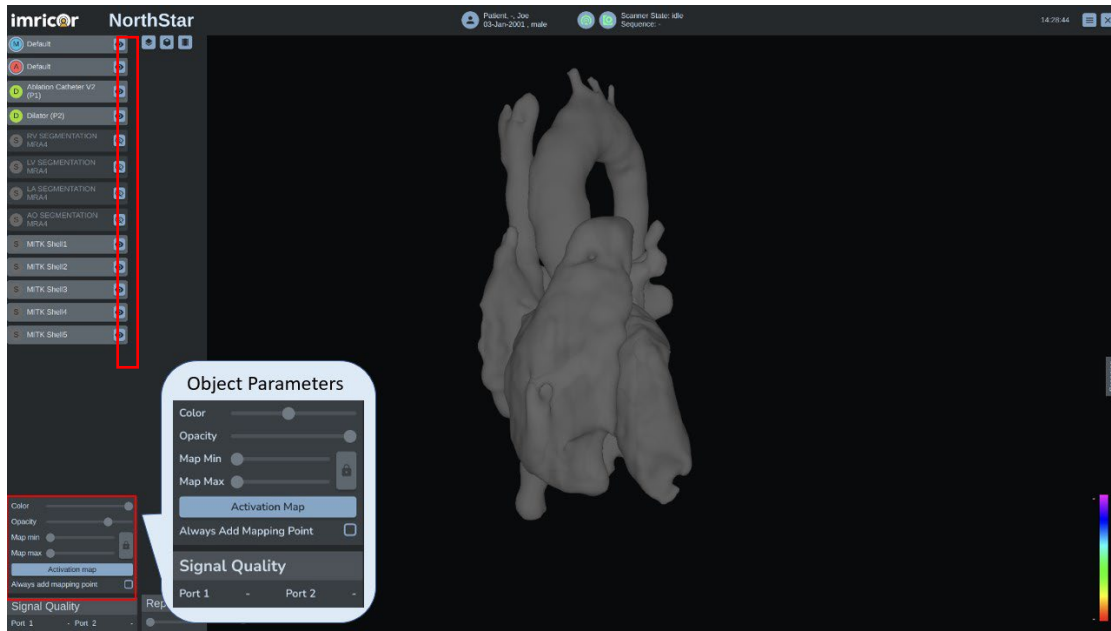 imricor NorthStar
Patient -, Joe
03-Jan-2001 , male
Scanner State: idle
Sequence: -
14:28:44
M Default
A Default
D Ablation Catheter V2
(P1)
D Dilator (P2)
S RV SEGMENTATION
MRA4
S LV SEGMENTATION
MRA4
S LA SEGMENTATION
MRA4
S AO SEGMENTATION
MRA4
S MITK Shell1
S MITK Shell2
S MITK Shell3
S MITK Shell4
S MITK Shell5
Object Parameters
Color
Opacity
Map Min
Map Max
Activation Map
Always Add Mapping Point
Signal Quality
Port 1 - Port 2 -
Color
Opacity
Map min
Map max
Activation map
Always add mapping point
Signal Quality
Port 1 - Port 2 -